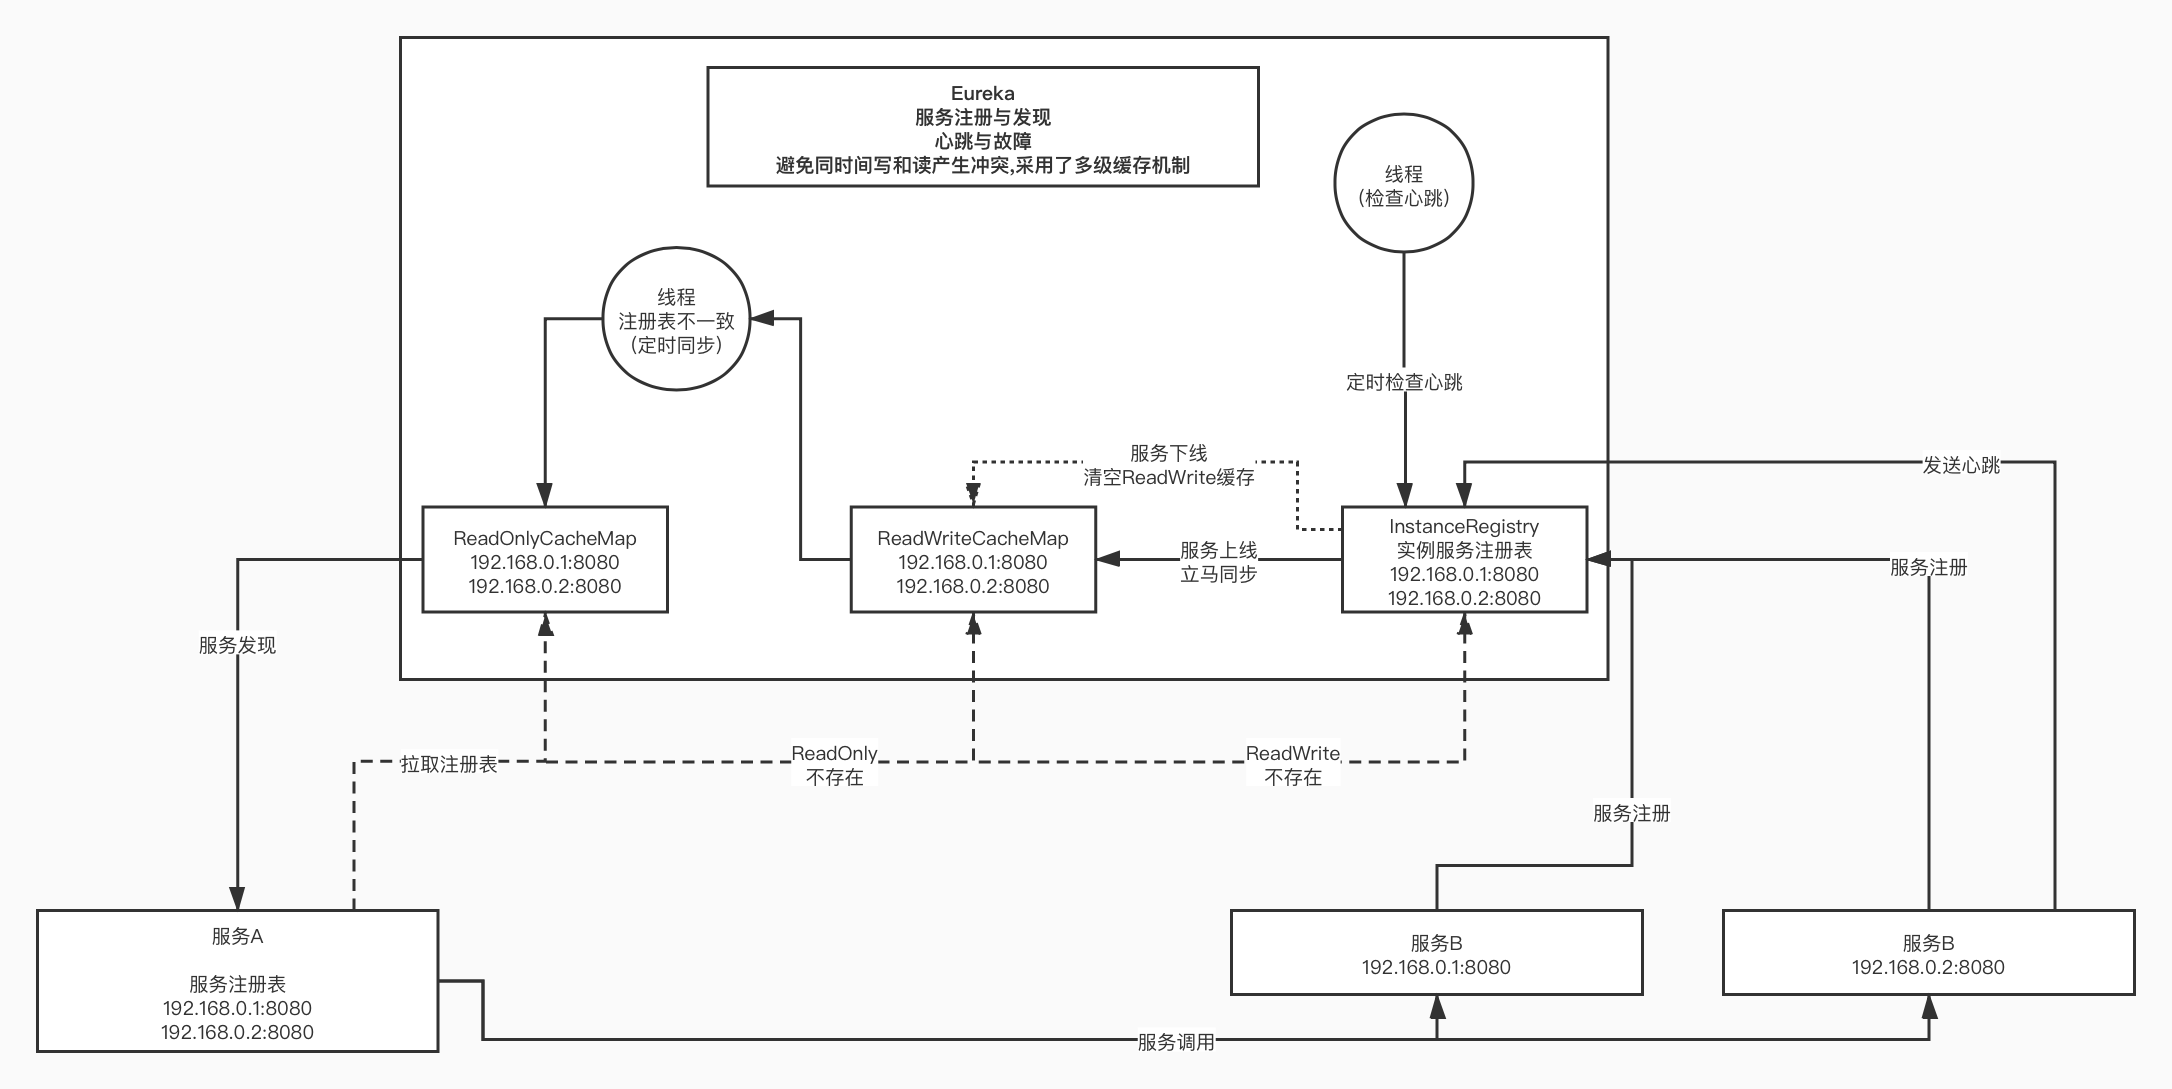 Eureka
服务注册与发现
心跳与故障
避免同时间写和读产生冲突,采用了多级缓存机制
线程
(检查心跳)
线程
注册表不一致
(定时同步)
定时检查心跳
服务下线
清空ReadWrite缓存
发送心跳
ReadOnlyCacheMap
192.168.0.1:8080
192.168.0.2:8080
ReadWriteCacheMap
192.168.0.1:8080
192.168.0.2:8080
服务上线
立马同步
InstanceRegistry
实例服务注册表
192.168.0.1:8080
192.168.0.2:8080
服务注册
服务发现
拉取注册表
ReadOnly
不存在
ReadWrite
不存在
服务注册
服务A
服务注册表
192.168.0.1:8080
192.168.0.2:8080
服务B
192.168.0.1:8080
服务B
192.168.0.2:8080
服务调用